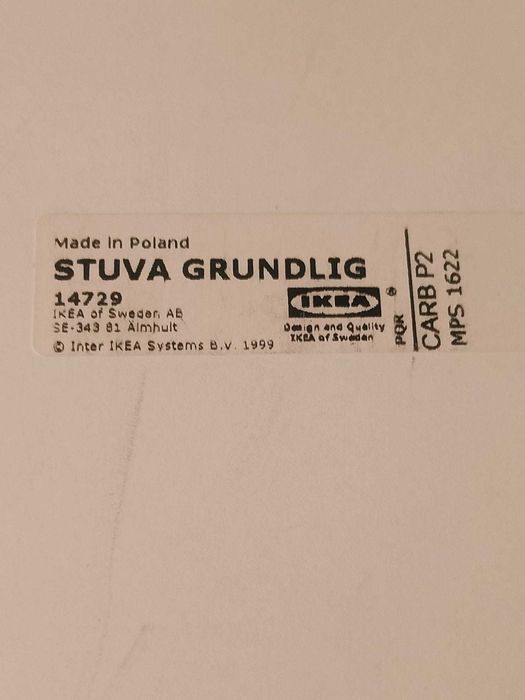 Made in Poland
STUVA GRUNDLIG
14729
IKEA of Sweden AB
SE-343 81 Älmhult
© Inter IKEA Systems B.V. 1999
IKEA ®
Design and Quality
IKEA of Sweden
PQR
CARB P2
MPS 1622